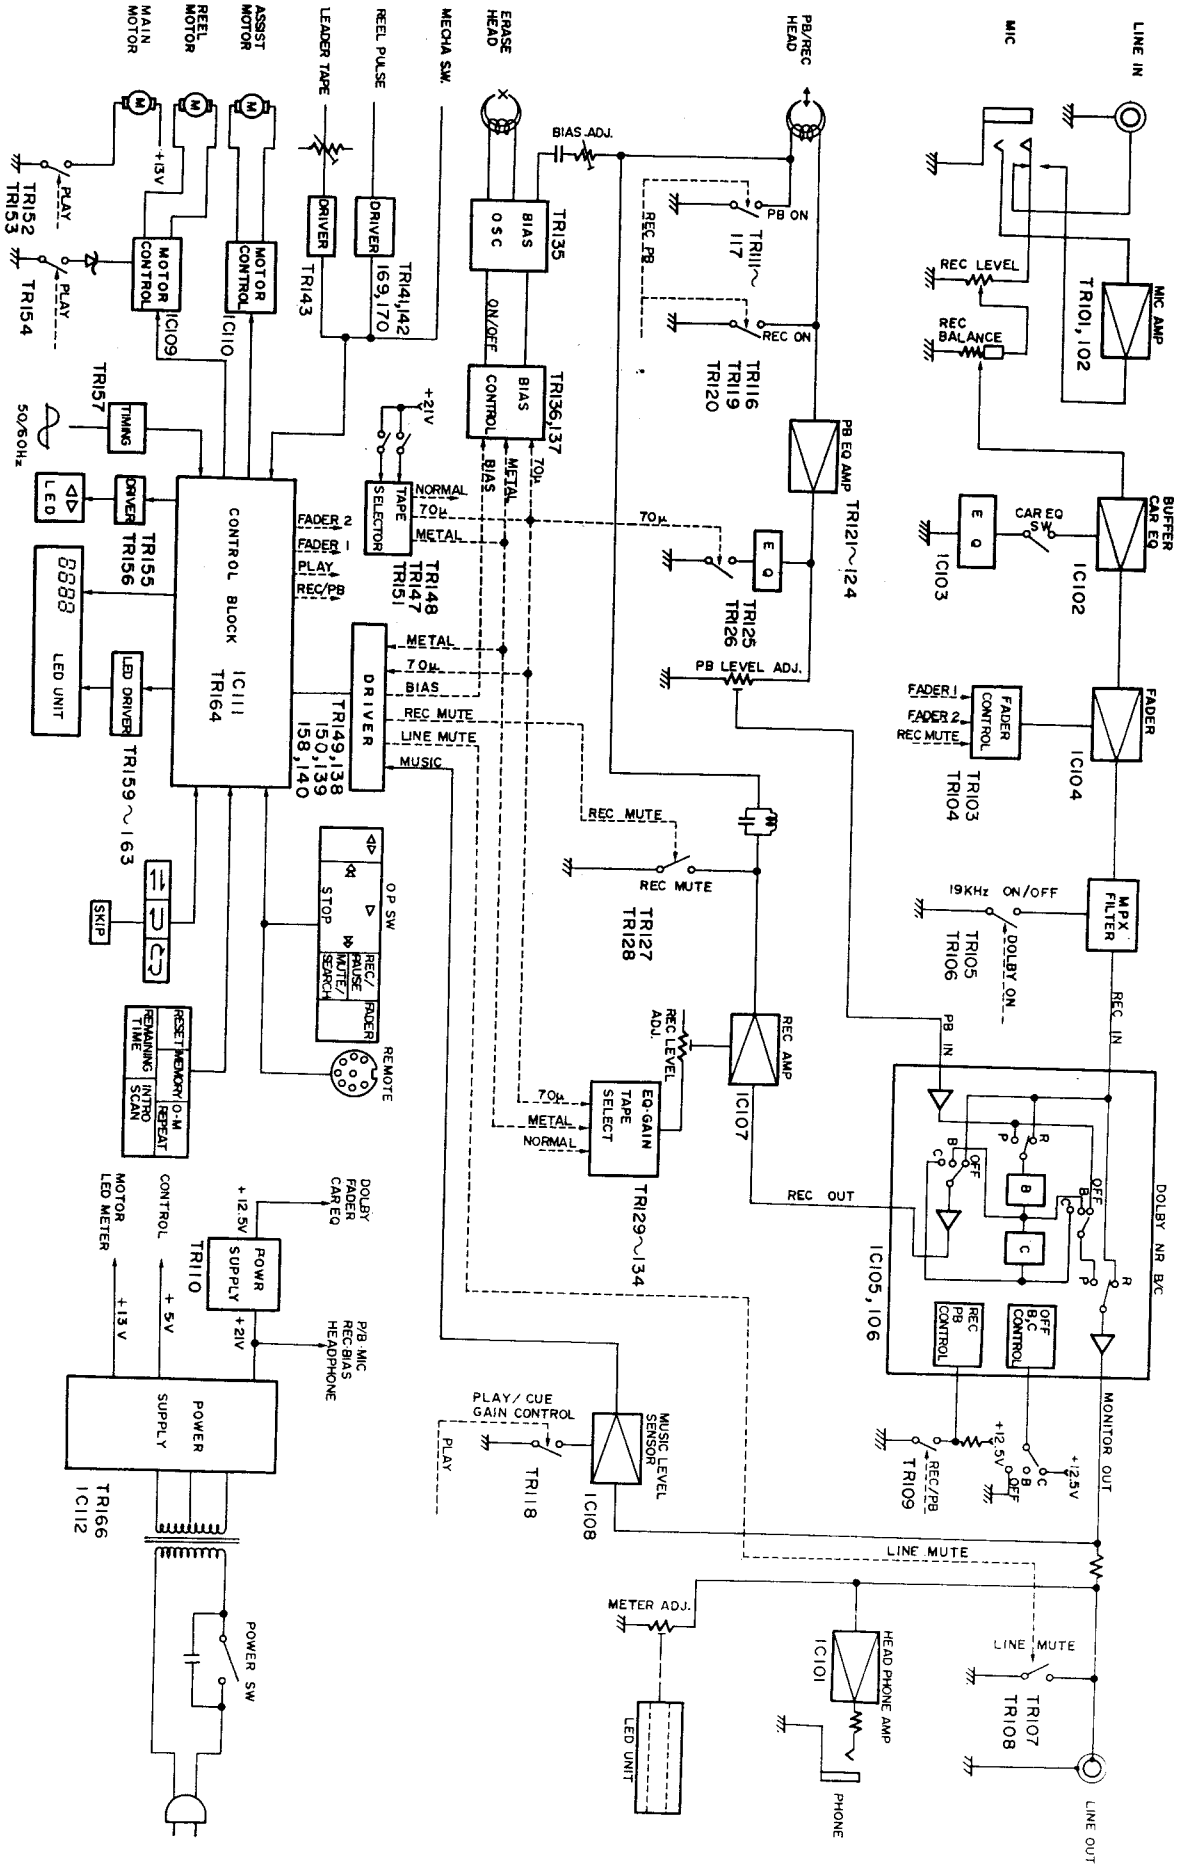 LINE IN
MIC
REC LEVEL
REC
BALANCE
MIC AMP
TR101, 102
BUFFER
CAR EQ
IC102
CAR EQ
SW
E Q
IC103
FADER
IC104
FADER
CONTROL
FADER 1
FADER 2
REC MUTE
TR103
TR104
MPX
FILTER
19KHz ON/OFF
DOLBY ON
TR105
TR106
REC IN
PB IN
DOLBY NR B/C
R
P
B
C
OFF
B
C
OFF
B
C
R
P
OFF
B,C
CONTROL
REC
PB
CONTROL
IC105, 106
REC OUT
MONITOR OUT
+12.5V
C
B
OFF
+12.5V
REC/PB
TR109
LINE MUTE
LINE MUTE
TR107
TR108
LINE OUT
PB/REC
HEAD
PB ON
TR111~
117
REC PB
REC ON
TR116
TR119
TR120
PB EQ AMP
TR121~124
70μ
E Q
TR125
TR126
PB LEVEL ADJ.
REC MUTE
REC MUTE
TR127
TR128
REC AMP
IC107
REC LEVEL
ADJ.
EQ·GAIN
TAPE
SELECT
70μ
METAL
NORMAL
TR129~134
MUSIC LEVEL
SENSOR
IC108
PLAY/CUE
GAIN CONTROL
PLAY
TR118
METER ADJ.
LED UNIT
HEAD PHONE AMP
IC101
PHONE
ERASE
HEAD
BIAS ADJ.
BIAS
OSC
TR135
ON/OFF
BIAS
CONTROL
TR136,137
70μ
METAL
BIAS
MECHA SW.
REEL PULSE
DRIVER
TR141,142
169,170
LEADER TAPE
DRIVER
TR143
+21V
TAPE
SELECTOR
NORMAL
70μ
METAL
TR148
TR147
TR151
METAL
70μ
BIAS
REC MUTE
LINE MUTE
MUSIC
DRIVER
TR149,138
150,139
158,140
ASSIST
MOTOR
M
MOTOR
CONTROL
IC110
REEL
MOTOR
M
MOTOR
CONTROL
IC109
MAIN
MOTOR
M
+13V
PLAY
TR152
TR153
PLAY
TR154
50/60Hz
TIMING
TR157
CONTROL BLOCK
IC111
TR164
FADER 2
FADER 1
PLAY
REC/PB
LED
DRIVER
TR155
TR156
8888
LED UNIT
LED DRIVER
TR159~163
SKIP
OP SW
STOP
REC/
PAUSE
MUTE/
SEARCH
FADER
REMOTE
RESET
MEMORY
O-M
REPEAT
REMAINING
TIME
INTRO
SCAN
DOLBY
FADER
CAR EQ
+12.5V
POWR
SUPPLY
TR110
+21V
P/B·MIC
REC·BIAS
HEADPHONE
CONTROL
+5V
MOTOR
LED METER
+13V
POWER
SUPPLY
TR166
IC112
POWER SW